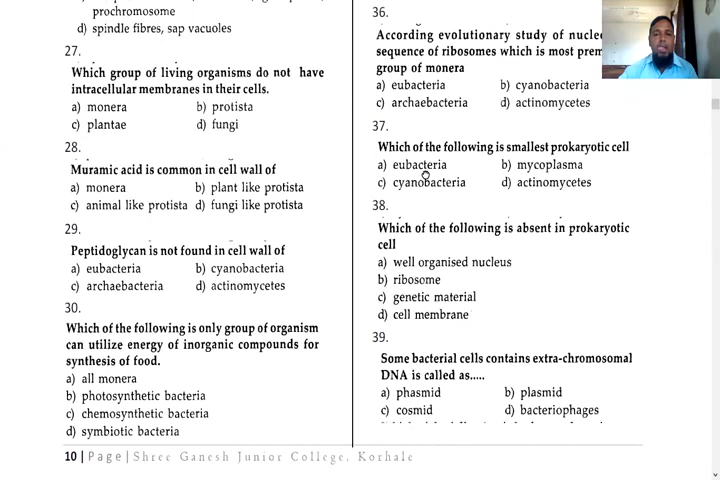 prochromosome
d) spindle fibres, sap vacuoles
27.
Which group of living organisms do not have
intracellular membranes in their cells.
a) monera b) protista
c) plantae d) fungi
28.
Muramic acid is common in cell wall of
a) monera b) plant like protista
c) animal like protista d) fungi like protista
29.
Peptidoglycan is not found in cell wall of
a) eubacteria b) cyanobacteria
c) archaebacteria d) actinomycetes
30.
Which of the following is only group of organism
can utilize energy of inorganic compounds for
synthesis of food.
a) all monera
b) photosynthetic bacteria
c) chemosynthetic bacteria
d) symbiotic bacteria
36.
According evolutionary study of
sequence of ribosomes which is most
group of monera
a) eubacteria b) cyanobacteria
c) archaebacteria d) actinomycetes
37.
Which of the following is smallest prokaryotic cell
a) eubacteria b) mycoplasma
c) cyanobacteria d) actinomycetes
38.
Which of the following is absent in prokaryotic
cell
a) well organised nucleus
b) ribosome
c) genetic material
d) cell membrane
39.
Some bacterial cells contains extra-chromosomal
DNA is called as.....
a) phasmid b) plasmid
c) cosmid d) bacteriophages
10 | Page | Shree Ganesh Junior College, Korhale